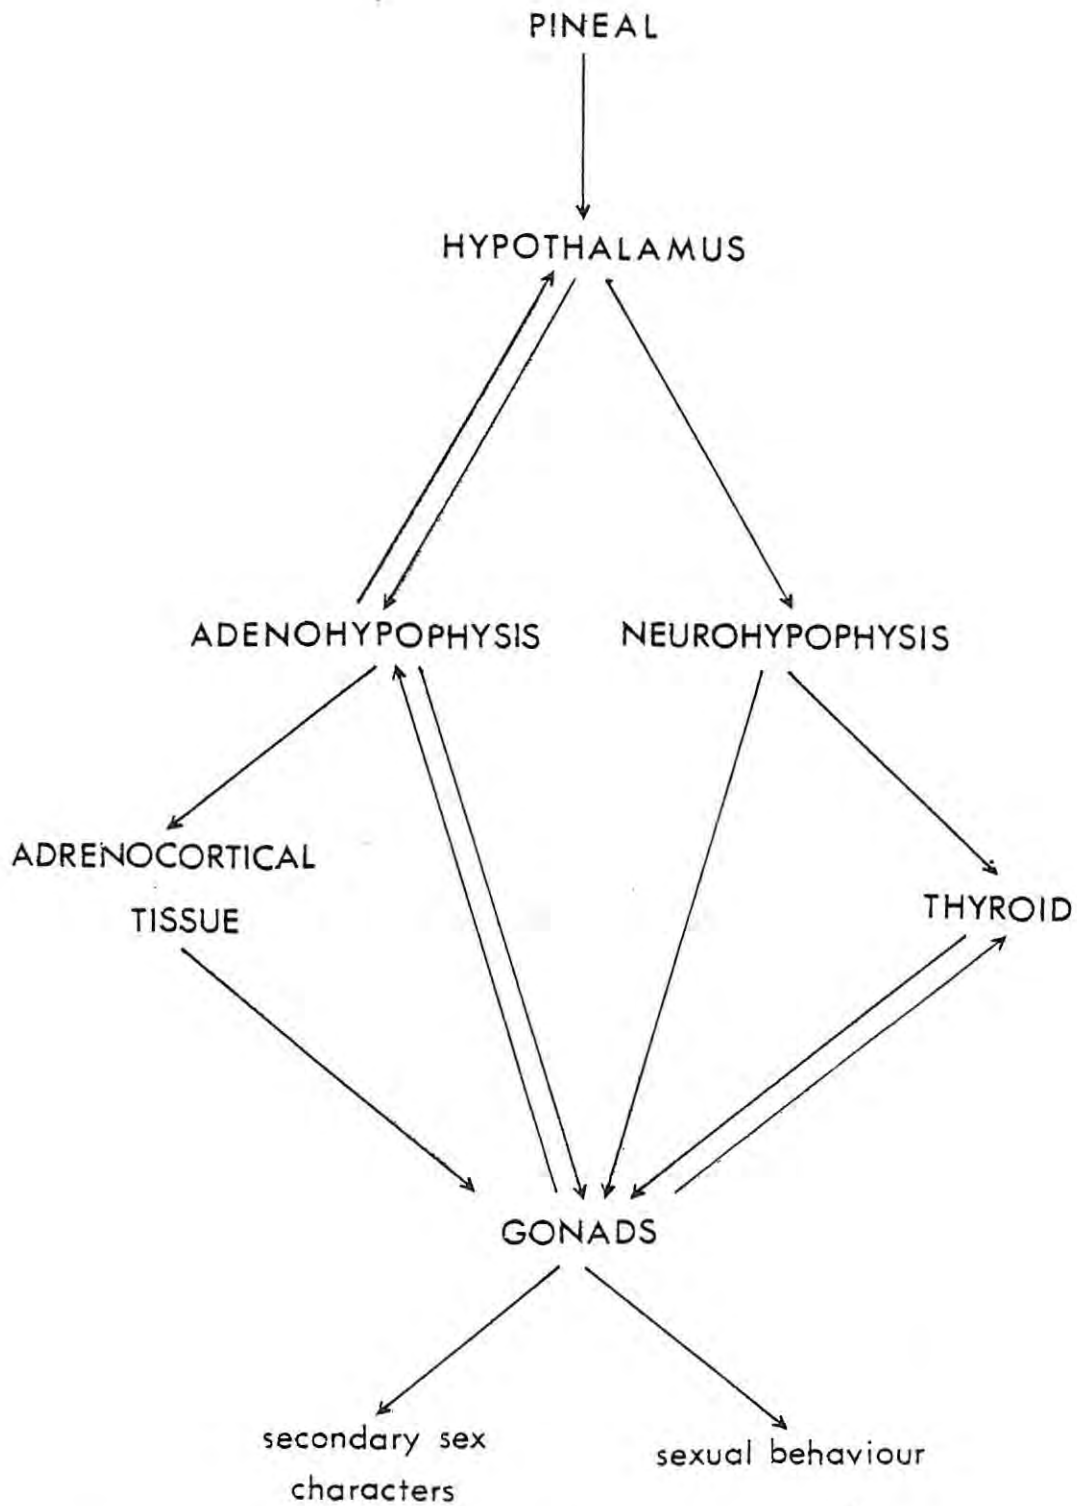 PINEAL
HYPOTHALAMUS
ADENOHYPOPHYSIS
NEUROHYPOPHYSIS
ADRENOCORTICAL
TISSUE
THYROID
GONADS
secondary sex
characters
sexual behaviour